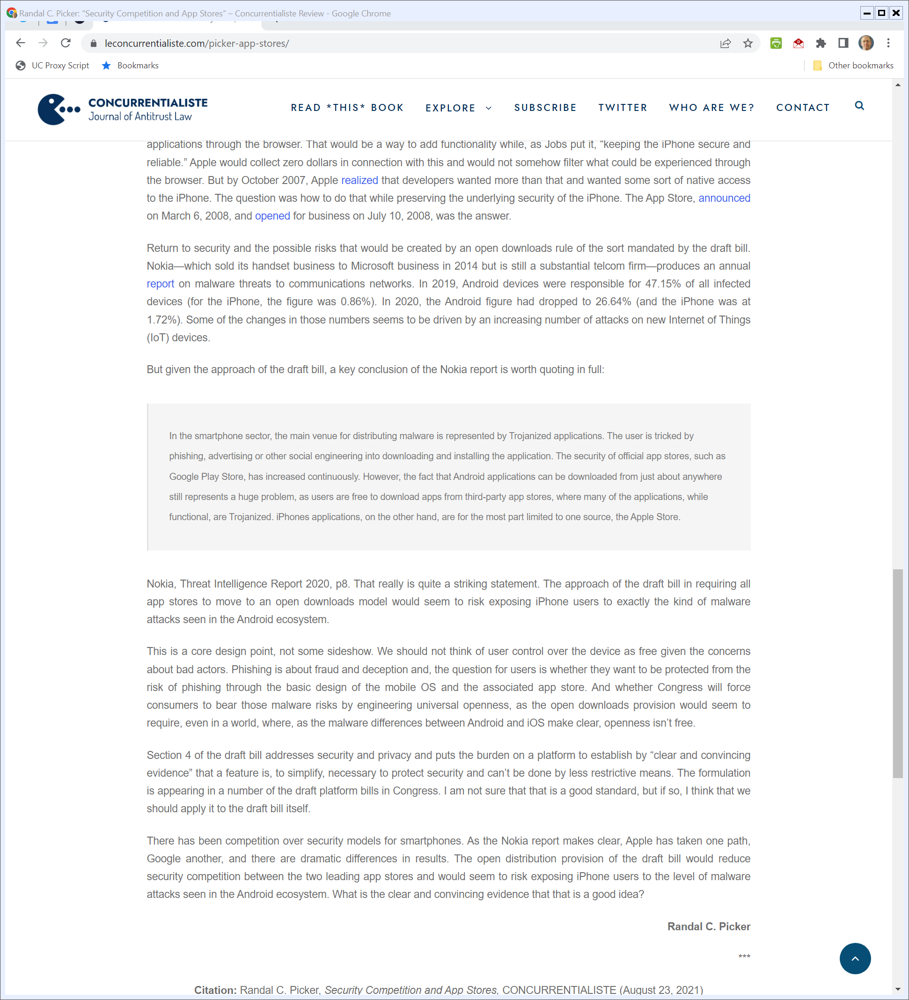 Randal C. Picker: “Security Competition and App Stores” – Concurrentialiste Review - Google Chrome
leconcurrentialiste.com/picker-app-stores/
UC Proxy Script
Bookmarks
Other bookmarks
CONCURRENTIALISTE
Journal of Antitrust Law
READ *THIS* BOOK
EXPLORE
SUBSCRIBE
TWITTER
WHO ARE WE?
CONTACT
applications through the browser. That would be a way to add functionality while, as Jobs put it, “keeping the iPhone secure and
reliable.” Apple would collect zero dollars in connection with this and would not somehow filter what could be experienced through
the browser. But by October 2007, Apple realized that developers wanted more than that and wanted some sort of native access
to the iPhone. The question was how to do that while preserving the underlying security of the iPhone. The App Store, announced
on March 6, 2008, and opened for business on July 10, 2008, was the answer.
Return to security and the possible risks that would be created by an open downloads rule of the sort mandated by the draft bill.
Nokia—which sold its handset business to Microsoft business in 2014 but is still a substantial telcom firm—produces an annual
report on malware threats to communications networks. In 2019, Android devices were responsible for 47.15% of all infected
devices (for the iPhone, the figure was 0.86%). In 2020, the Android figure had dropped to 26.64% (and the iPhone was at
1.72%). Some of the changes in those numbers seems to be driven by an increasing number of attacks on new Internet of Things
(IoT) devices.
But given the approach of the draft bill, a key conclusion of the Nokia report is worth quoting in full:
In the smartphone sector, the main venue for distributing malware is represented by Trojanized applications. The user is tricked by
phishing, advertising or other social engineering into downloading and installing the application. The security of official app stores, such as
Google Play Store, has increased continuously. However, the fact that Android applications can be downloaded from just about anywhere
still represents a huge problem, as users are free to download apps from third-party app stores, where many of the applications, while
functional, are Trojanized. iPhones applications, on the other hand, are for the most part limited to one source, the Apple Store.
Nokia, Threat Intelligence Report 2020, p8. That really is quite a striking statement. The approach of the draft bill in requiring all
app stores to move to an open downloads model would seem to risk exposing iPhone users to exactly the kind of malware
attacks seen in the Android ecosystem.
This is a core design point, not some sideshow. We should not think of user control over the device as free given the concerns
about bad actors. Phishing is about fraud and deception and, the question for users is whether they want to be protected from the
risk of phishing through the basic design of the mobile OS and the associated app store. And whether Congress will force
consumers to bear those malware risks by engineering universal openness, as the open downloads provision would seem to
require, even in a world, where, as the malware differences between Android and iOS make clear, openness isn’t free.
Section 4 of the draft bill addresses security and privacy and puts the burden on a platform to establish by “clear and convincing
evidence” that a feature is, to simplify, necessary to protect security and can’t be done by less restrictive means. The formulation
is appearing in a number of the draft platform bills in Congress. I am not sure that that is a good standard, but if so, I think that we
should apply it to the draft bill itself.
There has been competition over security models for smartphones. As the Nokia report makes clear, Apple has taken one path,
Google another, and there are dramatic differences in results. The open distribution provision of the draft bill would reduce
security competition between the two leading app stores and would seem to risk exposing iPhone users to the level of malware
attacks seen in the Android ecosystem. What is the clear and convincing evidence that that is a good idea?
Randal C. Picker
***
Citation: Randal C. Picker, Security Competition and App Stores, CONCURRENTIALISTE (August 23, 2021)